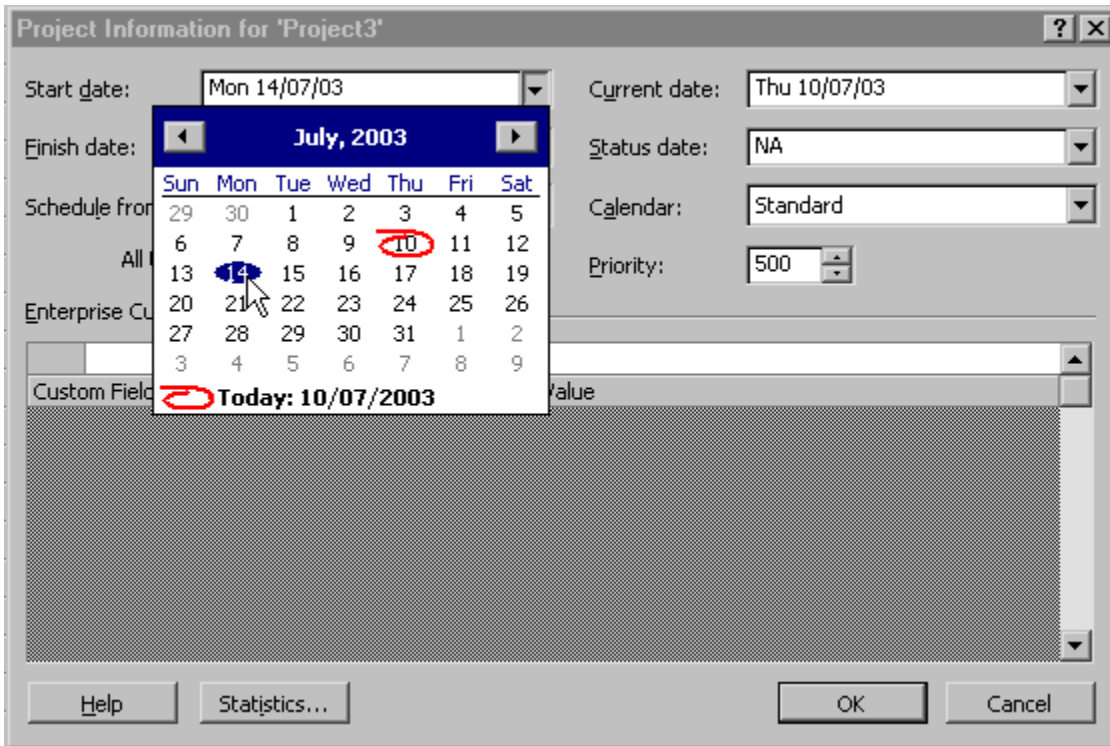 Project Information for 'Project3'
Start date: Mon 14/07/03 Current date: Thu 10/07/03
July, 2003
Finish date: Status date: NA
Sun Mon Tue Wed Thu Fri Sat
Schedule from 29 30 1 2 3 4 5 Calendar: Standard
6 7 8 9 10 11 12
All Priority: 500
13 14 15 16 17 18 19
20 21 22 23 24 25 26
Enterprise Cu
27 28 29 30 31 1 2
3 4 5 6 7 8 9
Custom Field Value
Today: 10/07/2003
Help Statistics... OK Cancel